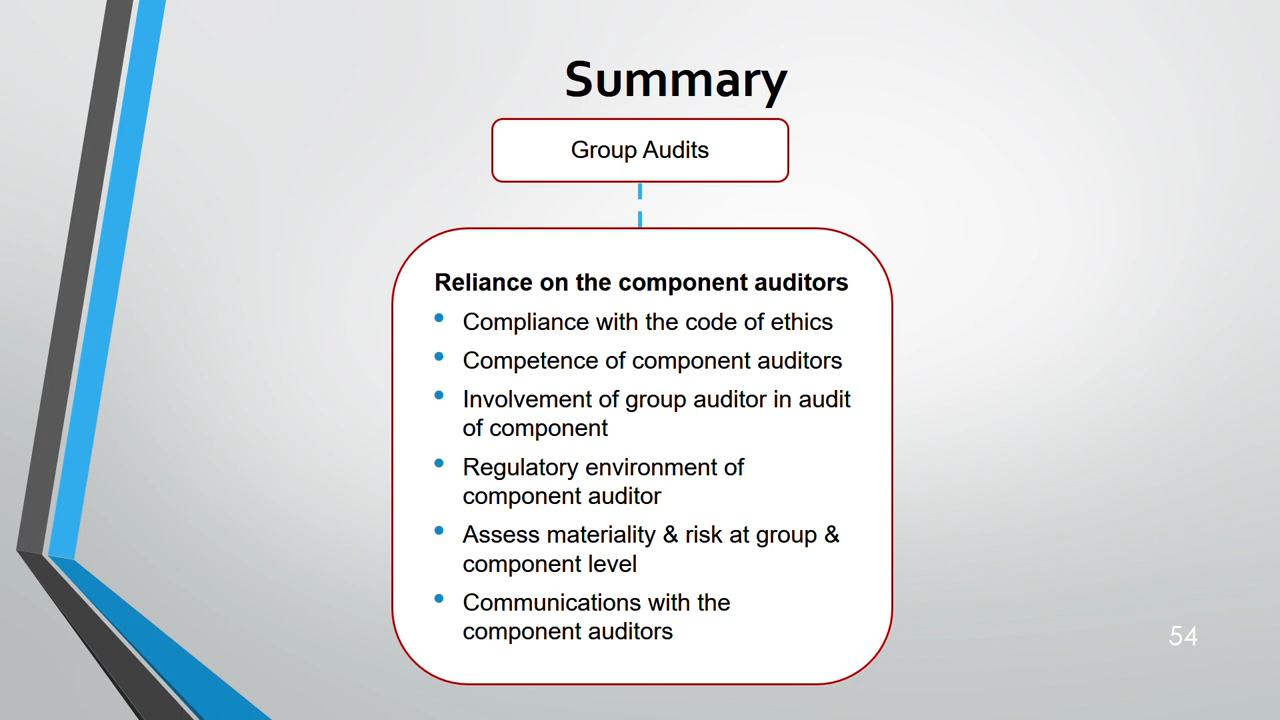 Summary
Group Audits
Reliance on the component auditors
• Compliance with the code of ethics
• Competence of component auditors
• Involvement of group auditor in audit
of component
• Regulatory environment of
component auditor
• Assess materiality & risk at group &
component level
• Communications with the
component auditors
54